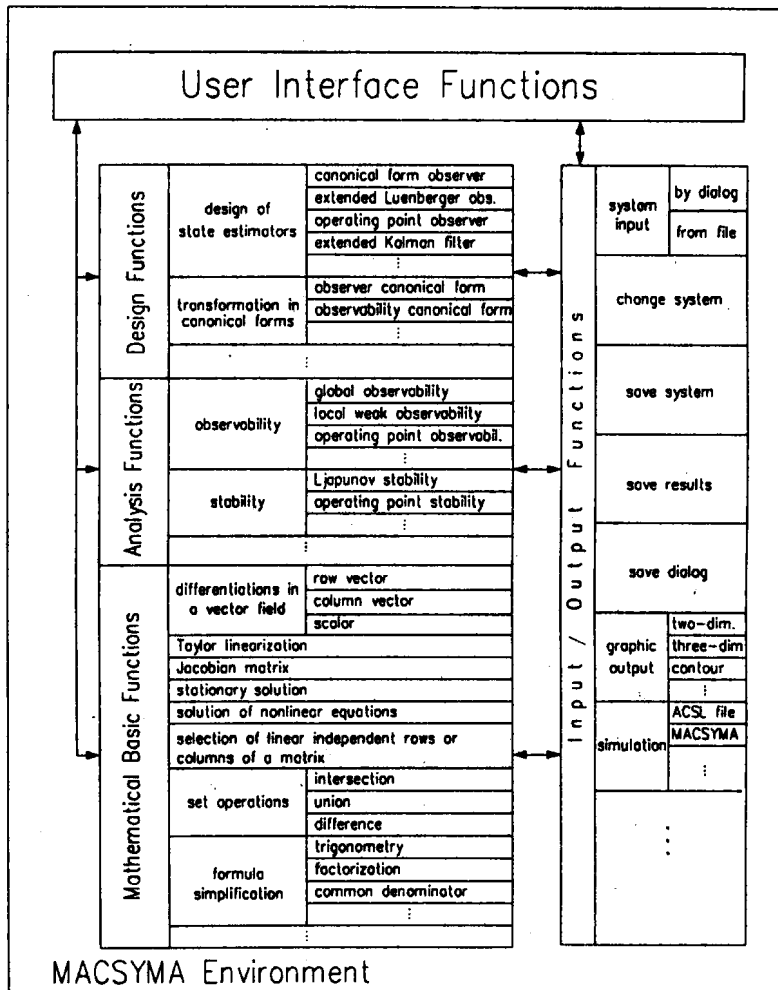 User Interface Functions
Design Functions
design of
state estimators
canonical form observer
extended Luenberger obs.
operating point observer
extended Kalman filter
⋮
transformation in
canonical forms
observer canonical form
observability canonical form
⋮
⋮
Analysis Functions
observability
global observability
local weak observability
operating point observabil.
⋮
stability
Ljapunov stability
operating point stability
⋮
⋮
Mathematical Basic Functions
differentiations in
a vector field
row vector
column vector
scalar
Taylor linearization
Jacobian matrix
stationary solution
solution of nonlinear equations
selection of linear independent rows or
columns of a matrix
set operations
intersection
union
difference
formula
simplification
trigonometry
factorization
common denominator
⋮
⋮
Input / Output Functions
system
input
by dialog
from file
change system
save system
save results
save dialog
graphic
output
two-dim.
three-dim
contour
⋮
simulation
ACSL file
MACSYMA
⋮
⋮
MACSYMA Environment